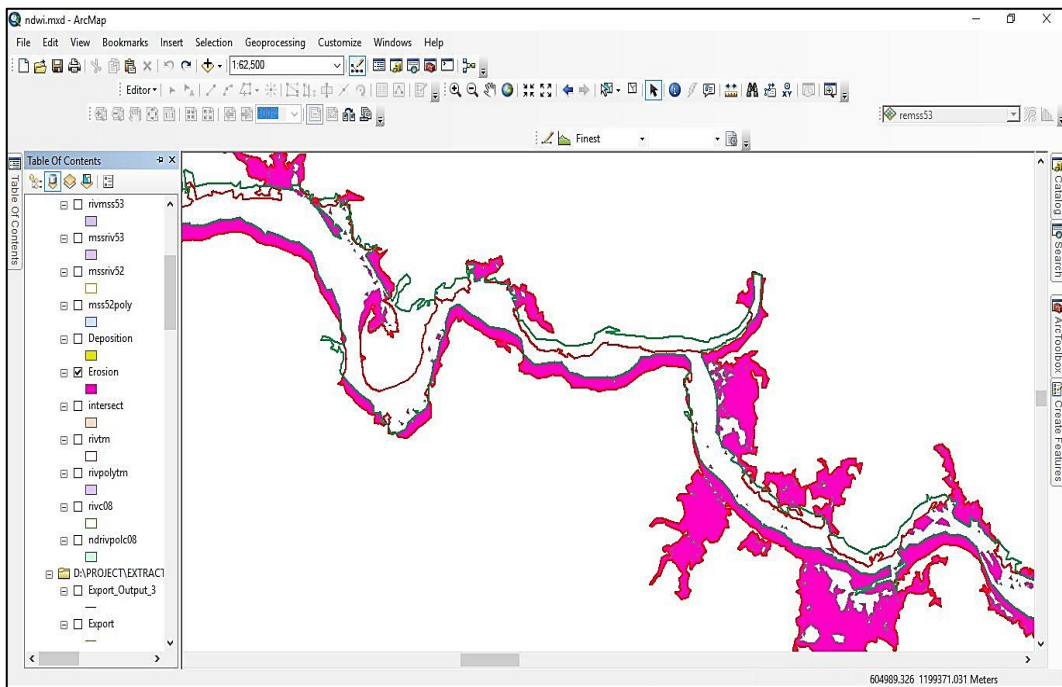 ndwi.mxd - ArcMap
File Edit View Bookmarks Insert Selection Geoprocessing Customize Windows Help
1:62,500
Editor
remss53
Finest
Table Of Contents
Table Of Contents
rivmss53
mssriv53
mssriv52
mss52poly
Deposition
Erosion
intersect
rivtm
rivpolytm
rivc08
ndrivpolc08
D:\PROJECT\EXTRACT
Export_Output_3
Export
Catalog
Search
ArcToolbox
Create Features
604989.326 1199371.031 Meters